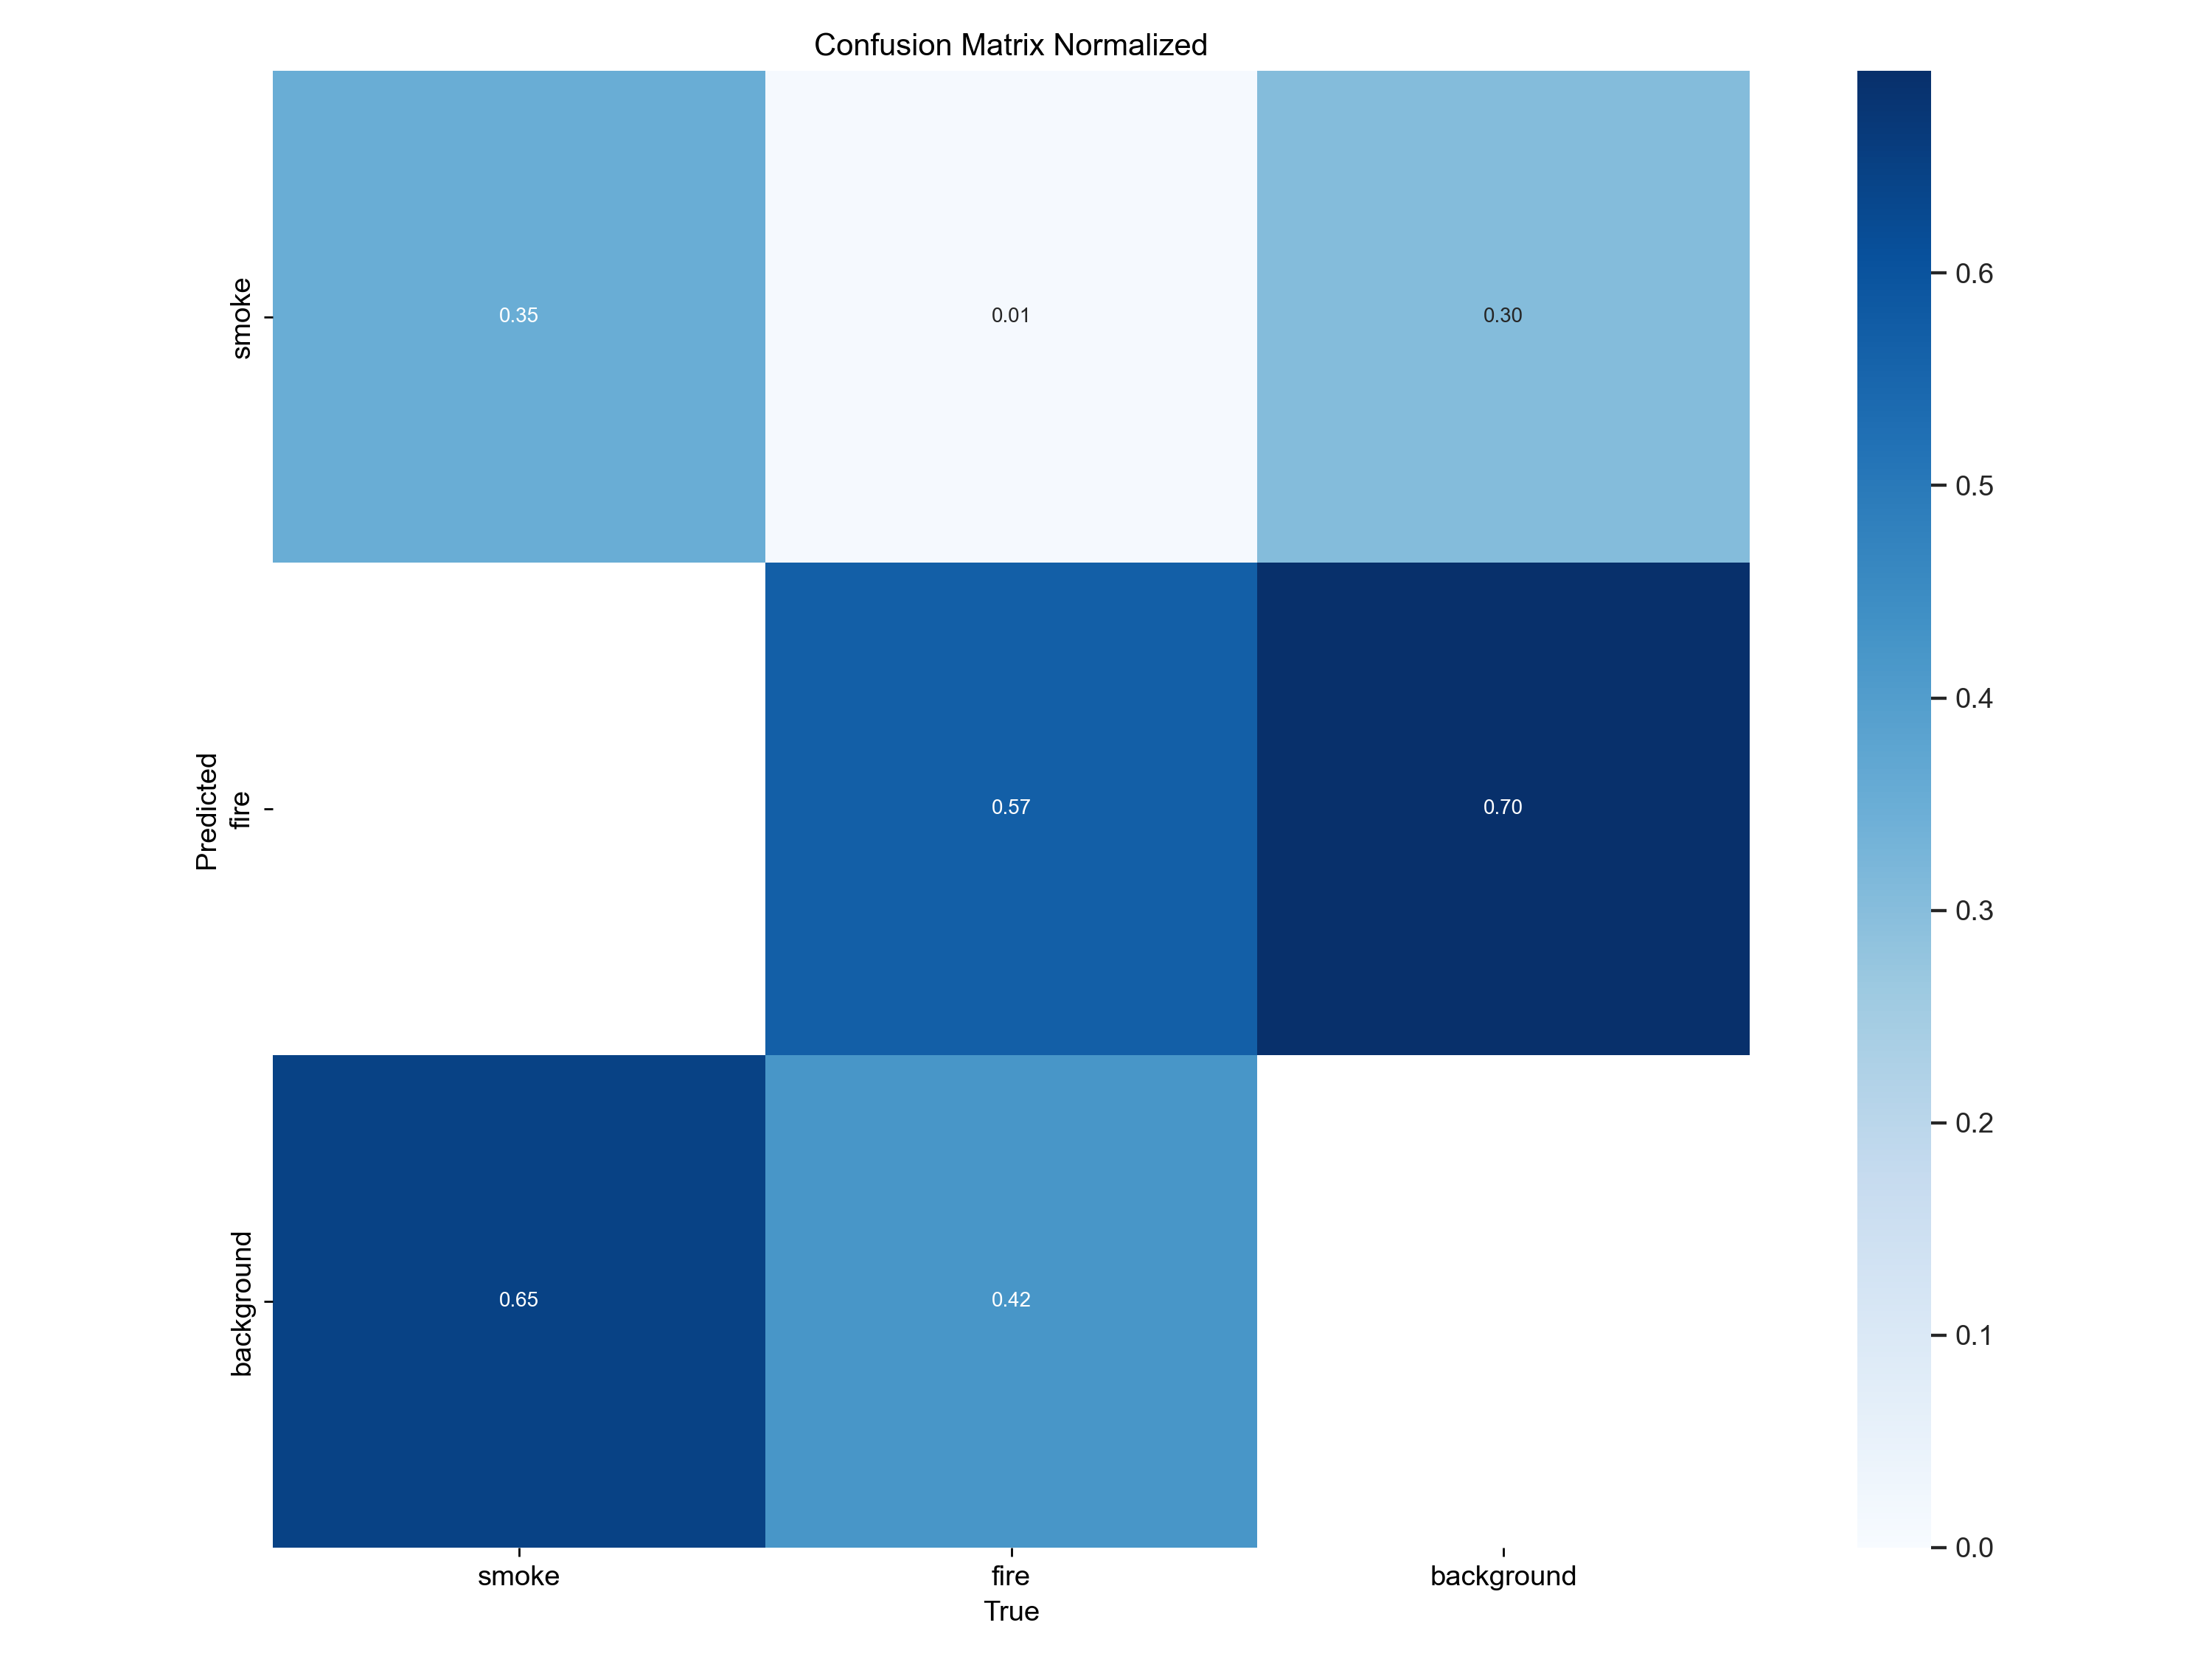 Confusion Matrix Normalized
smoke
0.35
0.01
0.30
Predicted
fire
0.57
0.70
background
0.65
0.42
smoke
fire
background
True
0.6
0.5
0.4
0.3
0.2
0.1
0.0